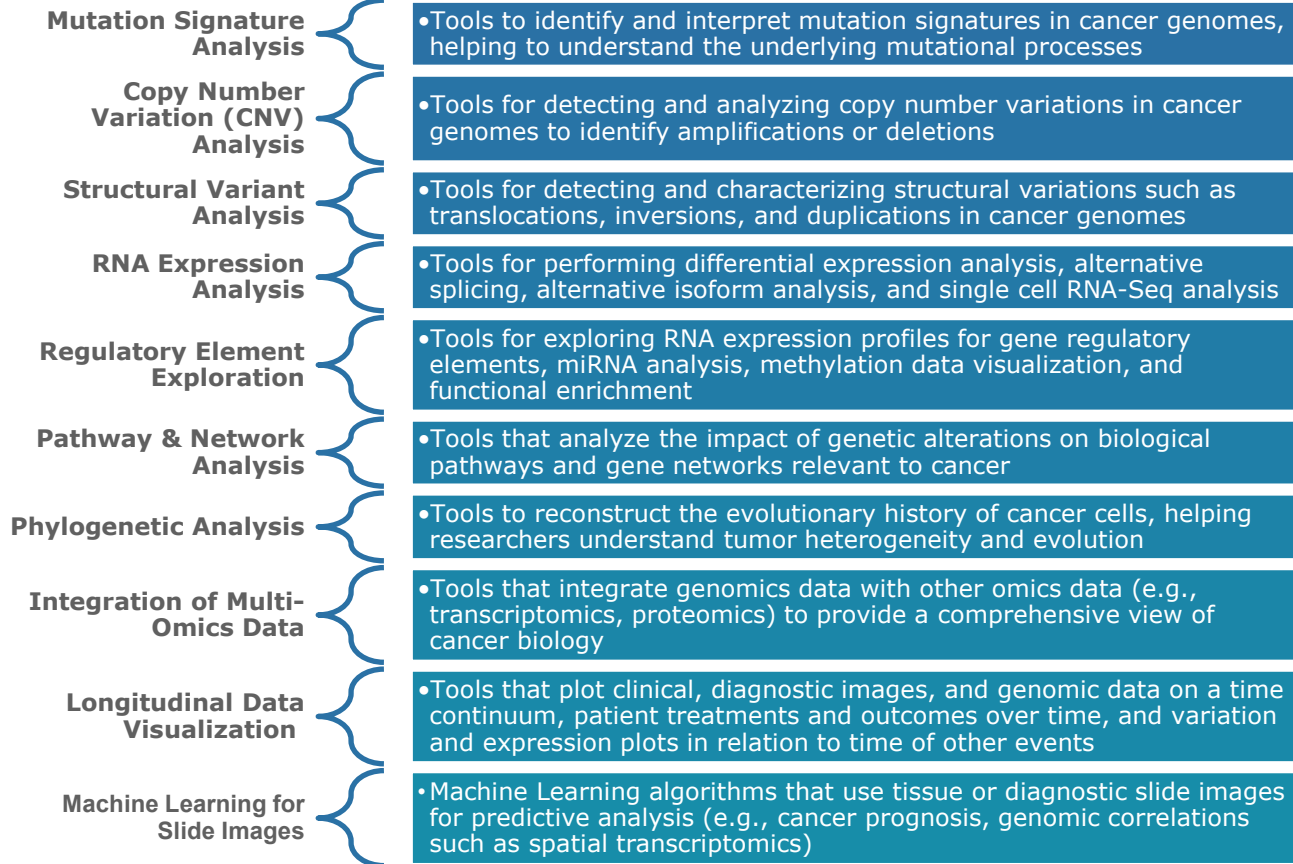 Mutation Signature
Analysis
•Tools to identify and interpret mutation signatures in cancer genomes,
helping to understand the underlying mutational processes
Copy Number
Variation (CNV)
Analysis
•Tools for detecting and analyzing copy number variations in cancer
genomes to identify amplifications or deletions
Structural Variant
Analysis
•Tools for detecting and characterizing structural variations such as
translocations, inversions, and duplications in cancer genomes
RNA Expression
Analysis
•Tools for performing differential expression analysis, alternative
splicing, alternative isoform analysis, and single cell RNA-Seq analysis
Regulatory Element
Exploration
•Tools for exploring RNA expression profiles for gene regulatory
elements, miRNA analysis, methylation data visualization, and
functional enrichment
Pathway & Network
Analysis
•Tools that analyze the impact of genetic alterations on biological
pathways and gene networks relevant to cancer
Phylogenetic Analysis
•Tools to reconstruct the evolutionary history of cancer cells, helping
researchers understand tumor heterogeneity and evolution
Integration of Multi-
Omics Data
•Tools that integrate genomics data with other omics data (e.g.,
transcriptomics, proteomics) to provide a comprehensive view of
cancer biology
Longitudinal Data
Visualization
•Tools that plot clinical, diagnostic images, and genomic data on a time
continuum, patient treatments and outcomes over time, and variation
and expression plots in relation to time of other events
Machine Learning for
Slide Images
•Machine Learning algorithms that use tissue or diagnostic slide images
for predictive analysis (e.g., cancer prognosis, genomic correlations
such as spatial transcriptomics)